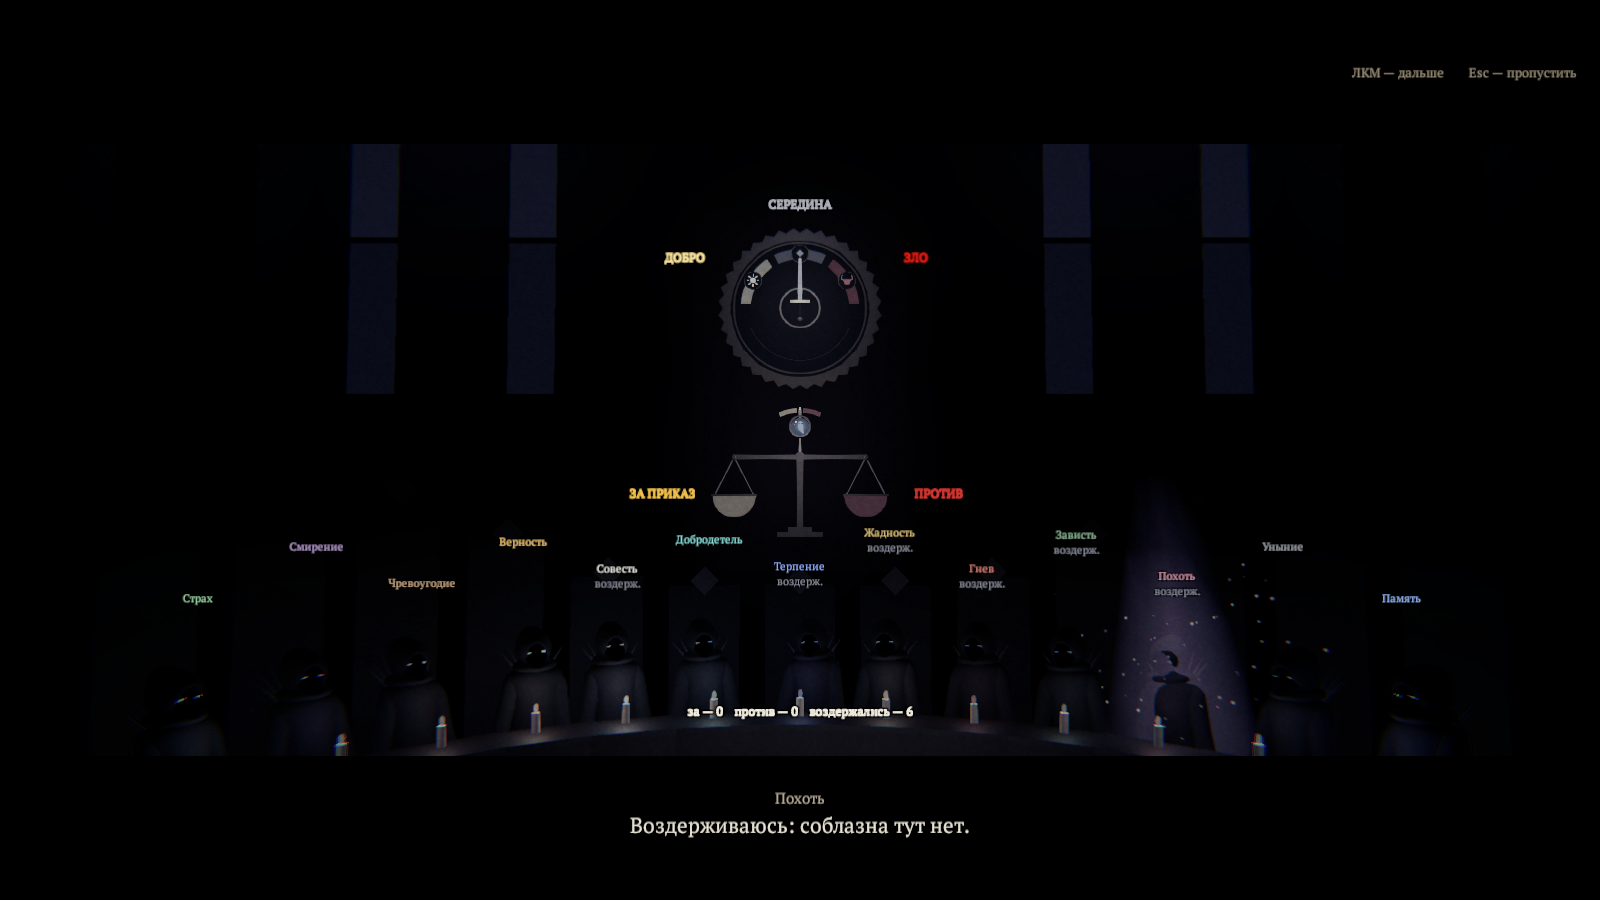 ЛКМ — дальше Esc — пропустить
СЕРЕДИНА
ДОБРО
ЗЛО
ЗА ПРИКАЗ
ПРОТИВ
Страх
Смирение
Чревоугодие
Верность
Совесть
воздерж.
Добродетель
Терпение
воздерж.
Жадность
воздерж.
Гнев
воздерж.
Зависть
воздерж.
Похоть
воздерж.
Уныние
Память
за — 0 против — 0 воздержались — 6
Похоть
Воздерживаюсь: соблазна тут нет.